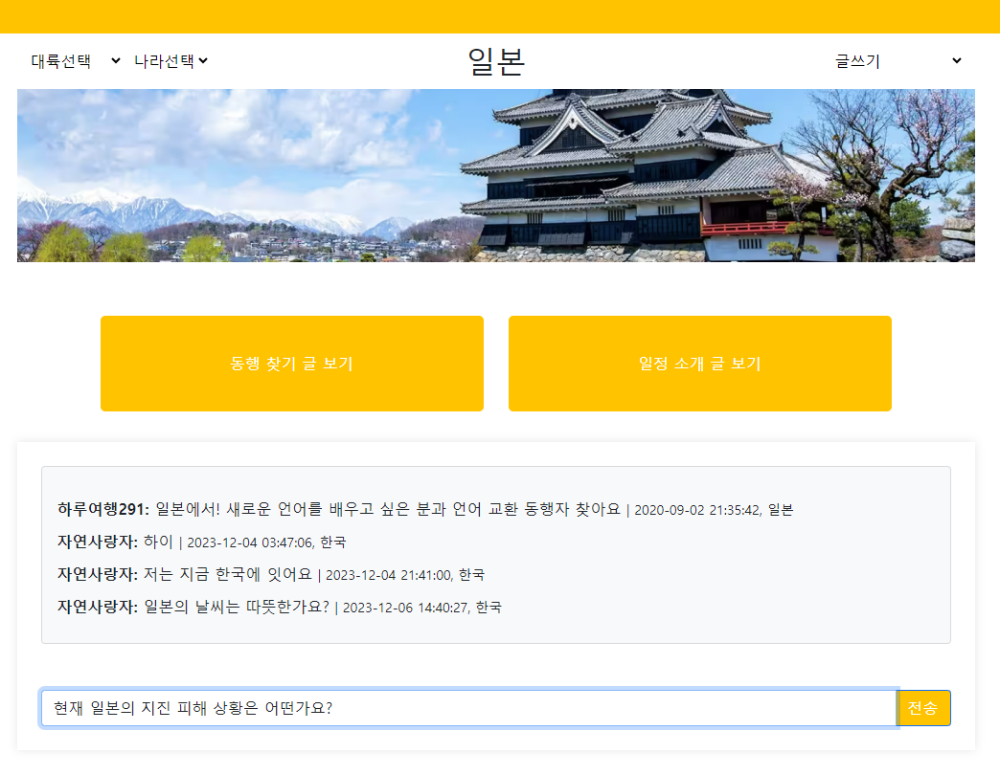 대륙선택 나라선택 일본 글쓰기
동행 찾기 글 보기 일정 소개 글 보기
하루여행291: 일본에서! 새로운 언어를 배우고 싶은 분과 언어 교환 동행자 찾아요 | 2020-09-02 21:35:42, 일본
자연사랑자: 하이 | 2023-12-04 03:47:06, 한국
자연사랑자: 저는 지금 한국에 잇어요 | 2023-12-04 21:41:00, 한국
자연사랑자: 일본의 날씨는 따뜻한가요? | 2023-12-06 14:40:27, 한국
현재 일본의 지진 피해 상황은 어떤가요? 전송